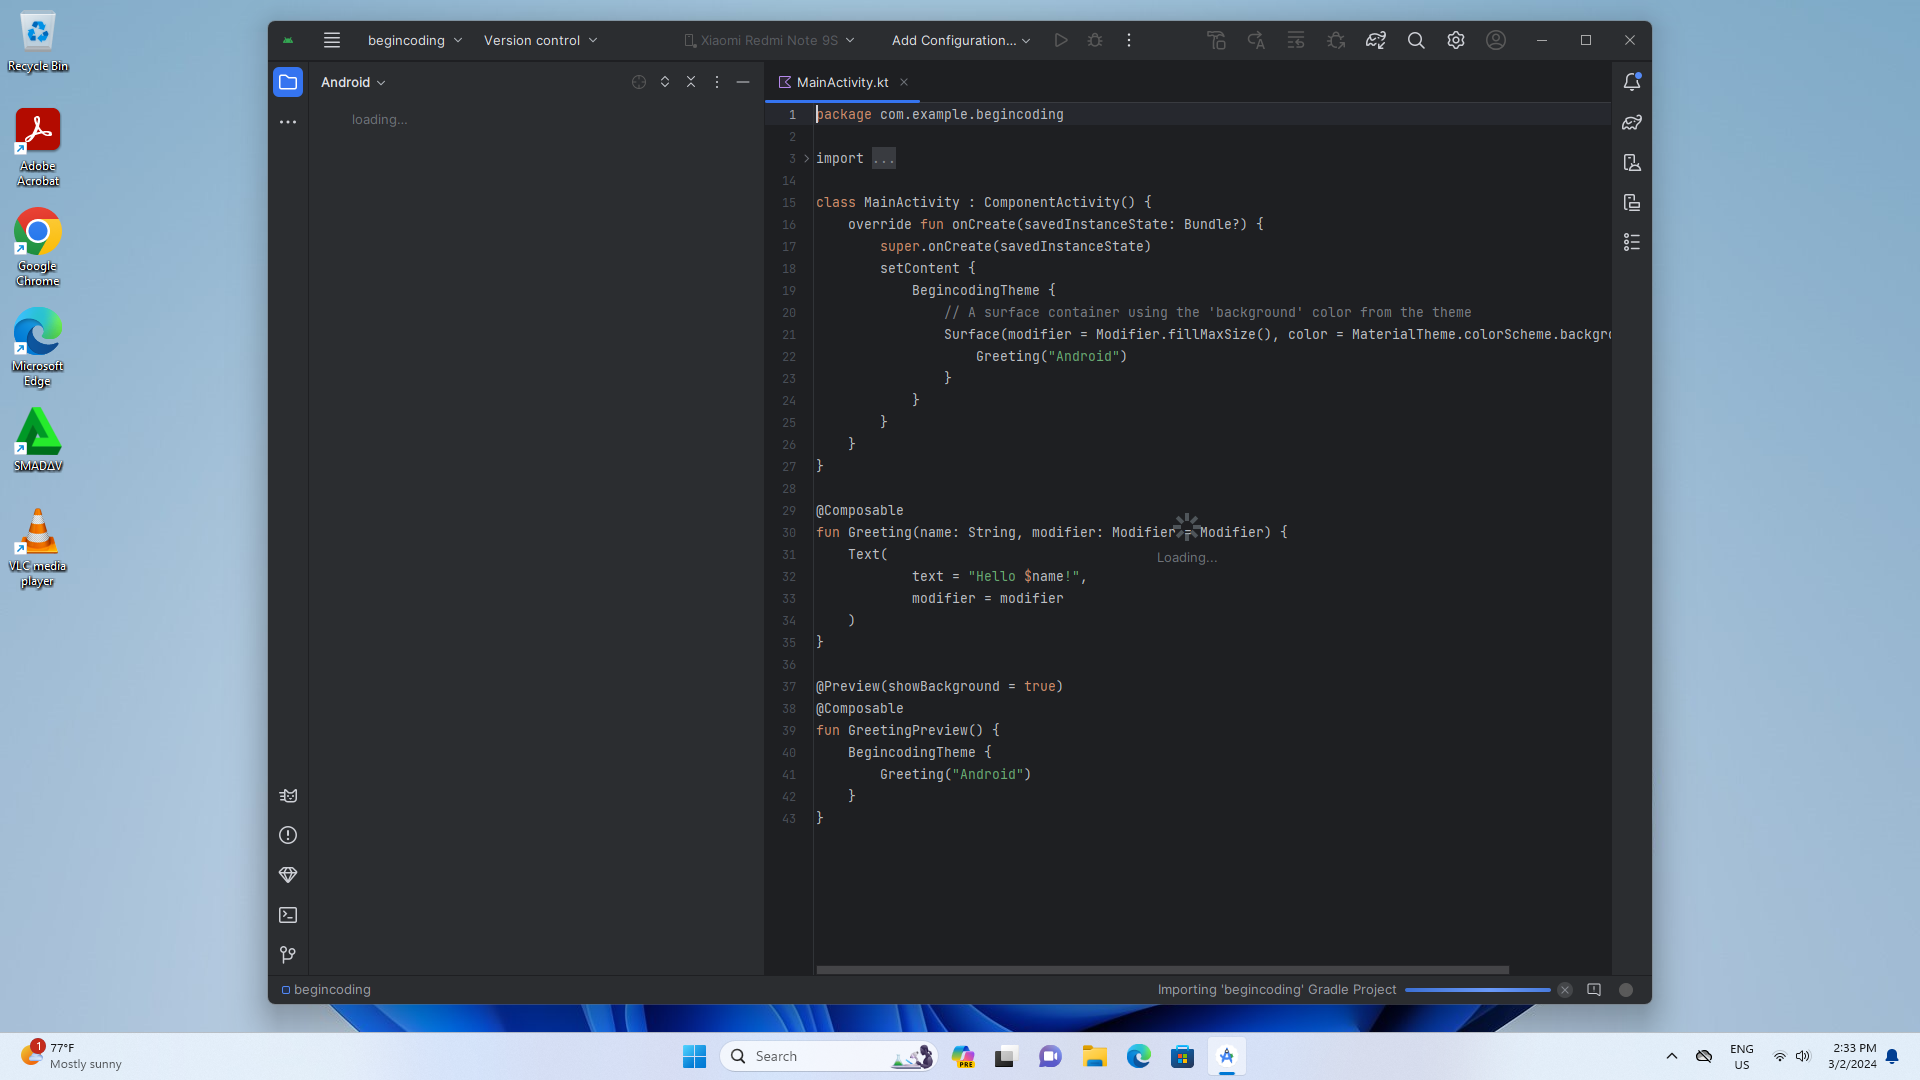 Recycle Bin
Adobe
Acrobat
Google
Chrome
Microsoft
Edge
SMADΔV
VLC media
player
begincoding
Version control
Xiaomi Redmi Note 9S
Add Configuration...
Android
loading...
MainActivity.kt
1 package com.example.begincoding
2
3 import ...
14
15 class MainActivity : ComponentActivity() {
16 override fun onCreate(savedInstanceState: Bundle?) {
17 super.onCreate(savedInstanceState)
18 setContent {
19 BegincodingTheme {
20 // A surface container using the 'background' color from the theme
21 Surface(modifier = Modifier.fillMaxSize(), color = MaterialTheme.colorScheme.backgro
22 Greeting("Android")
23 }
24 }
25 }
26 }
27 }
28
29 @Composable
30 fun Greeting(name: String, modifier: Modifier = Modifier) {
31 Text(
32 text = "Hello $name!",
33 modifier = modifier
34 )
35 }
36
37 @Preview(showBackground = true)
38 @Composable
39 fun GreetingPreview() {
40 BegincodingTheme {
41 Greeting("Android")
42 }
43 }
Loading...
begincoding
Importing 'begincoding' Gradle Project
1
77°F
Mostly sunny
Search
PRE
ENG
US
2:33 PM
3/2/2024